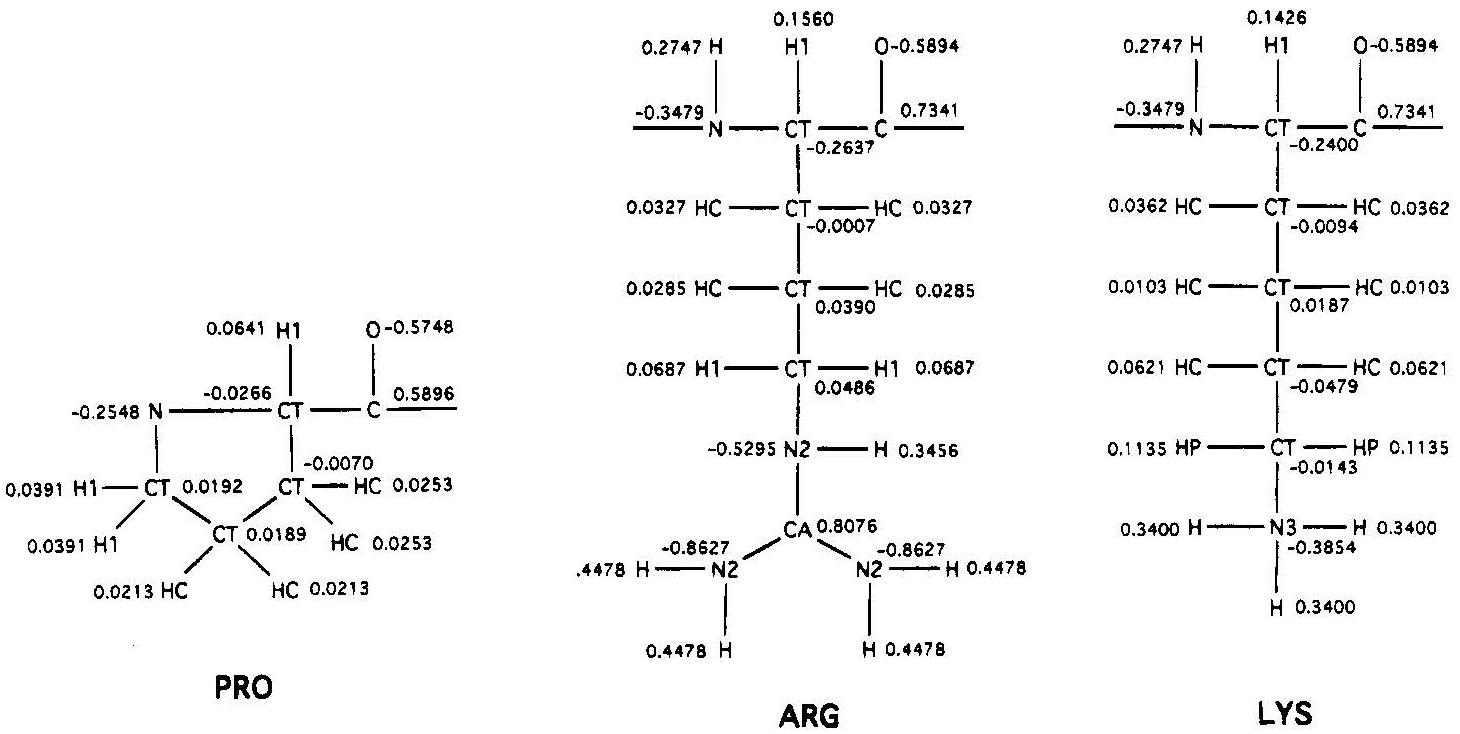 0.0641 H1 O -0.5748
-0.2548 N -0.0266 CT C 0.5896
-0.0070
0.0391 H1 CT 0.0192 CT HC 0.0253
0.0391 H1 CT 0.0189 HC 0.0253
0.0213 HC HC 0.0213
PRO
0.1560
0.2747 H H1 O -0.5894
-0.3479 N CT C 0.7341
-0.2637
0.0327 HC CT HC 0.0327
-0.0007
0.0285 HC CT HC 0.0285
0.0390
0.0687 H1 CT H1 0.0687
0.0486
-0.5295 N2 H 0.3456
CA 0.8076
-0.8627 -0.8627
.4478 H N2 N2 H 0.4478
0.4478 H H 0.4478
ARG
0.1426
0.2747 H H1 O -0.5894
-0.3479 N CT C 0.7341
-0.2400
0.0362 HC CT HC 0.0362
-0.0094
0.0103 HC CT HC 0.0103
0.0187
0.0621 HC CT HC 0.0621
-0.0479
0.1135 HP CT HP 0.1135
-0.0143
0.3400 H N3 H 0.3400
-0.3854
H 0.3400
LYS